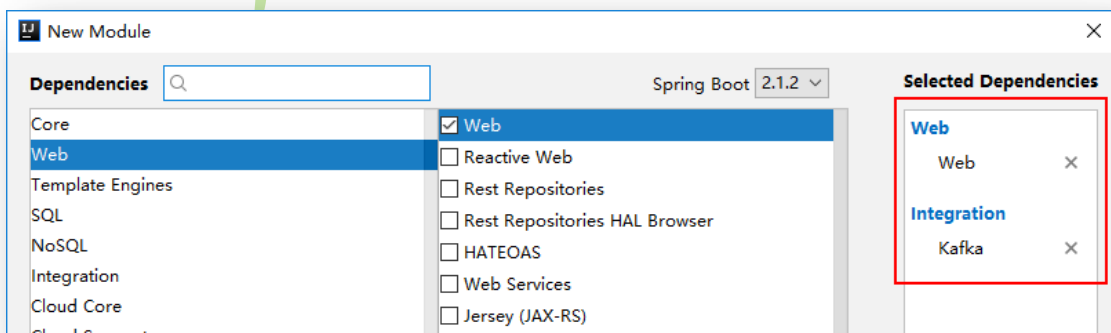 New Module
Dependencies
Spring Boot 2.1.2
Selected Dependencies
Core
Web
Template Engines
SQL
NoSQL
Integration
Cloud Core
Web
Reactive Web
Rest Repositories
Rest Repositories HAL Browser
HATEOAS
Web Services
Jersey (JAX-RS)
Web
Web
Integration
Kafka